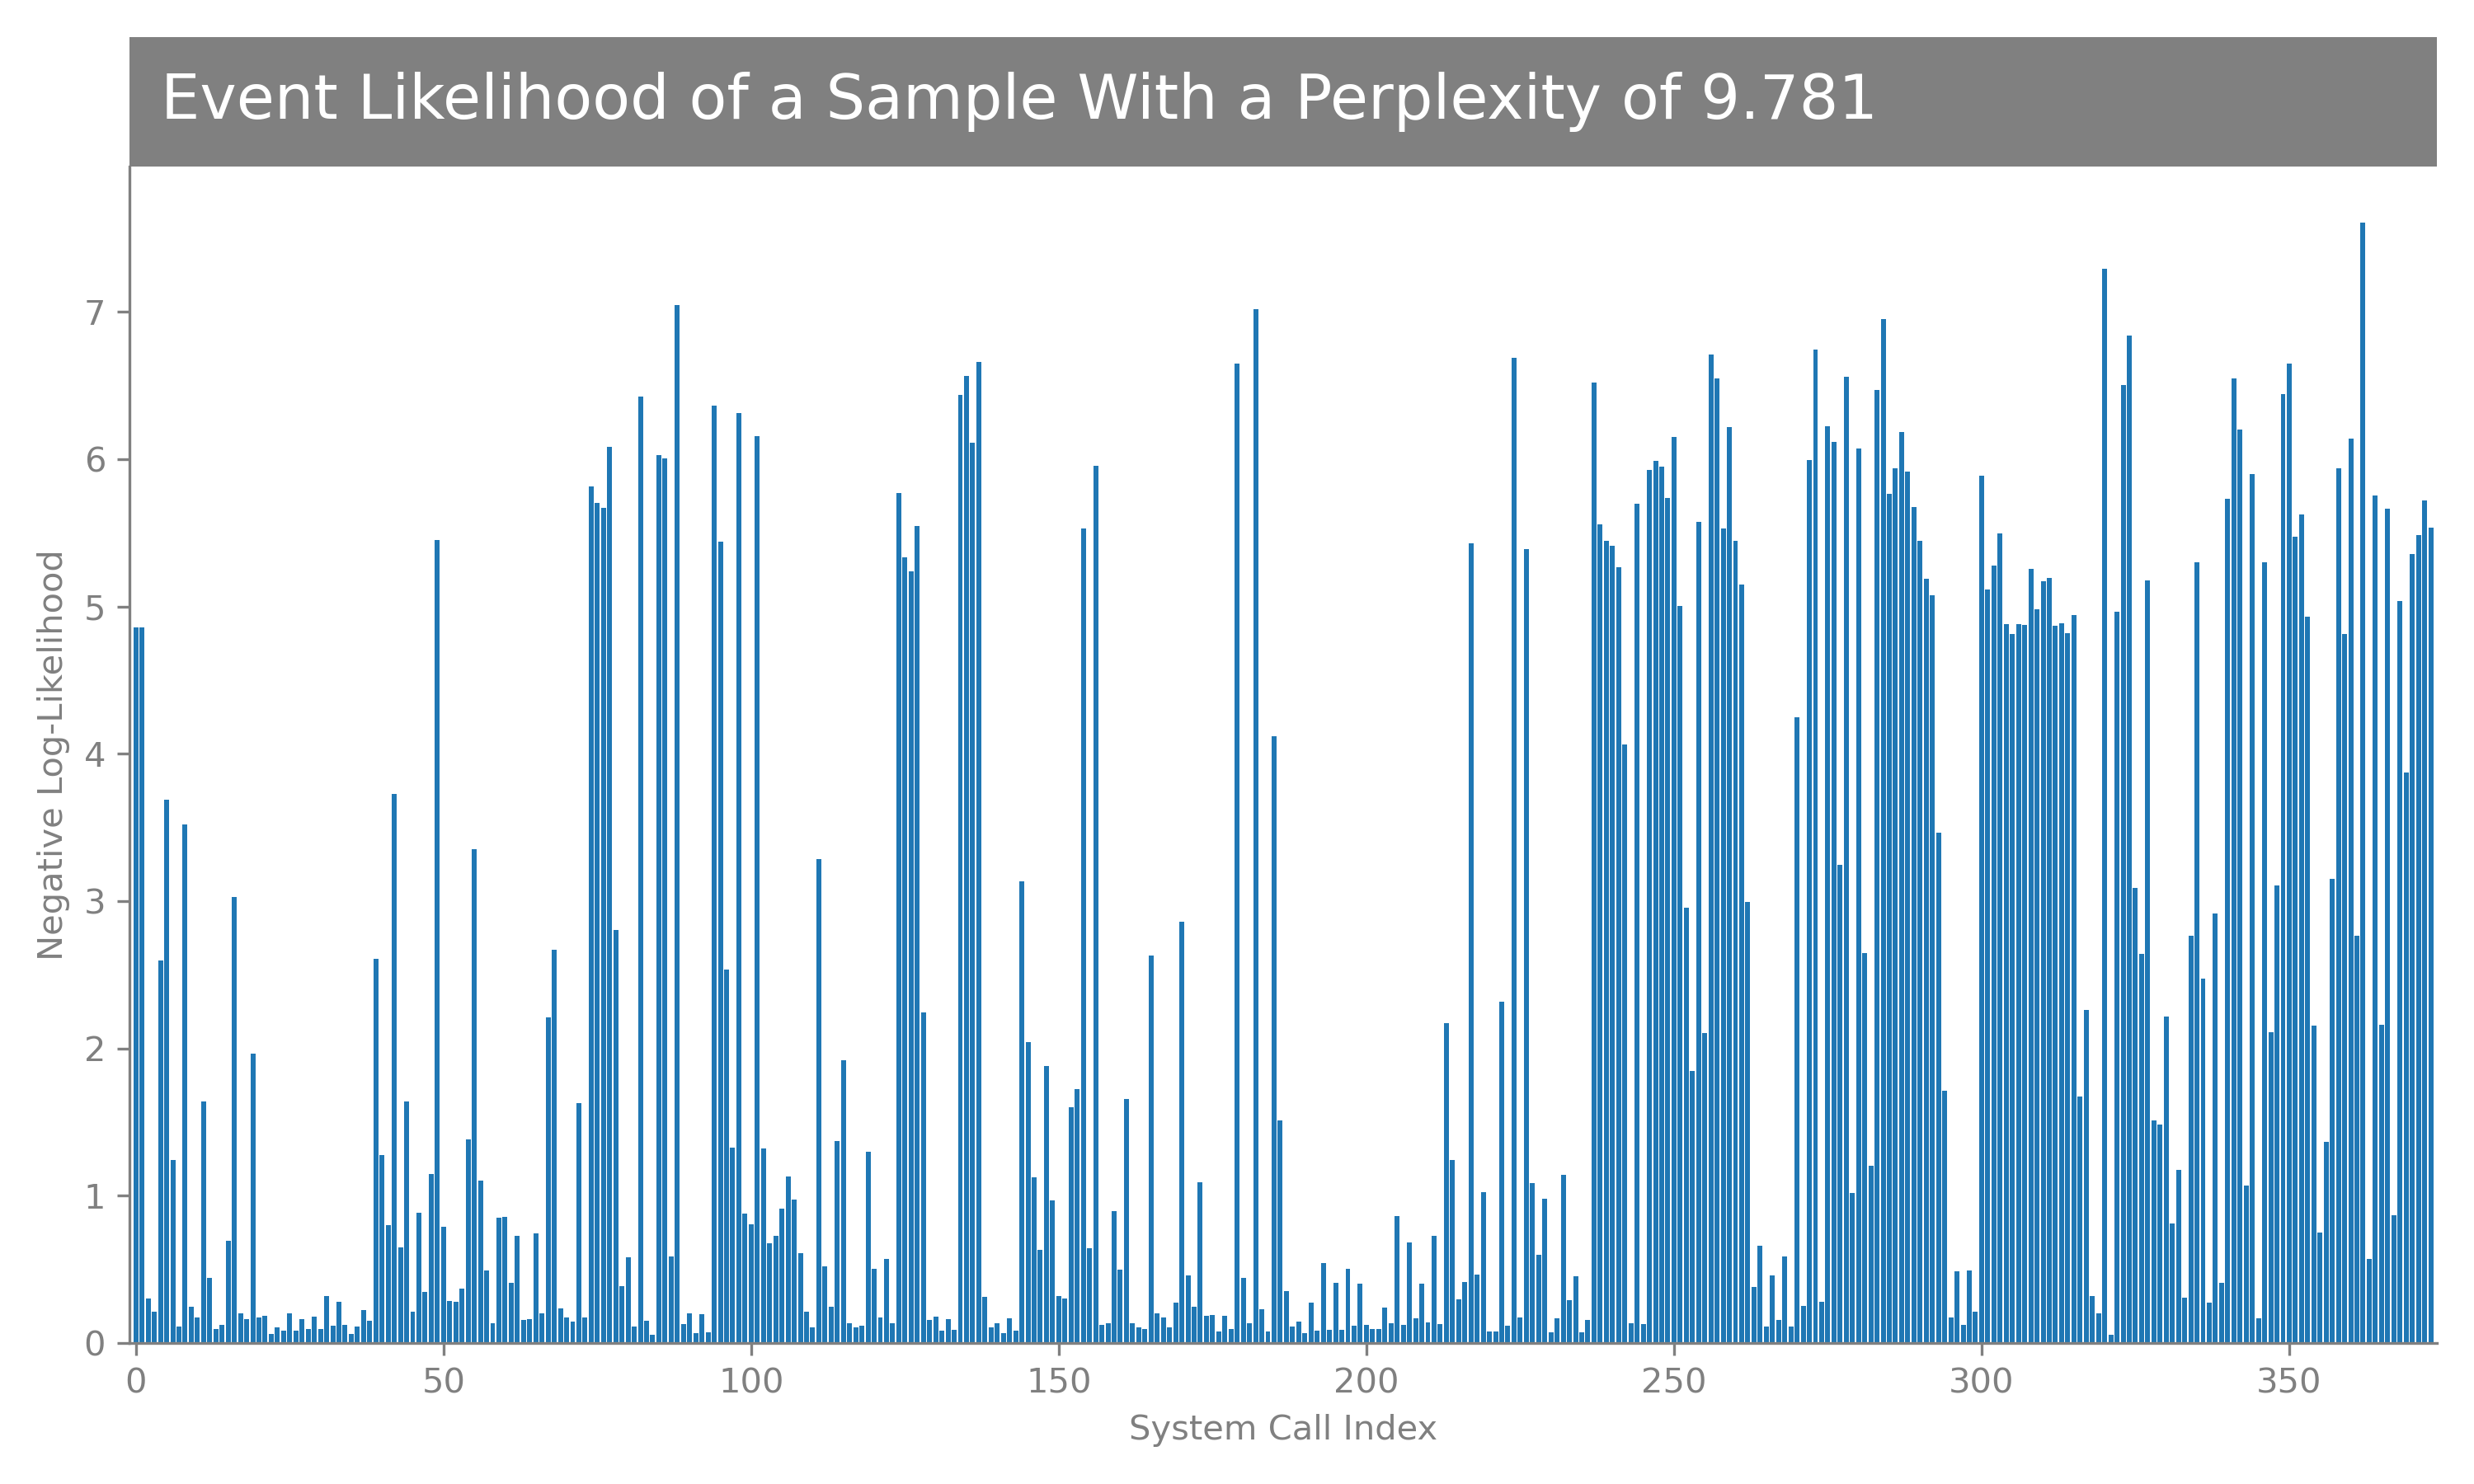 Event Likelihood of a Sample With a Perplexity of 9.781
Negative Log-Likelihood
7
6
5
4
3
2
1
0
0 50 100 150 200 250 300 350
System Call Index